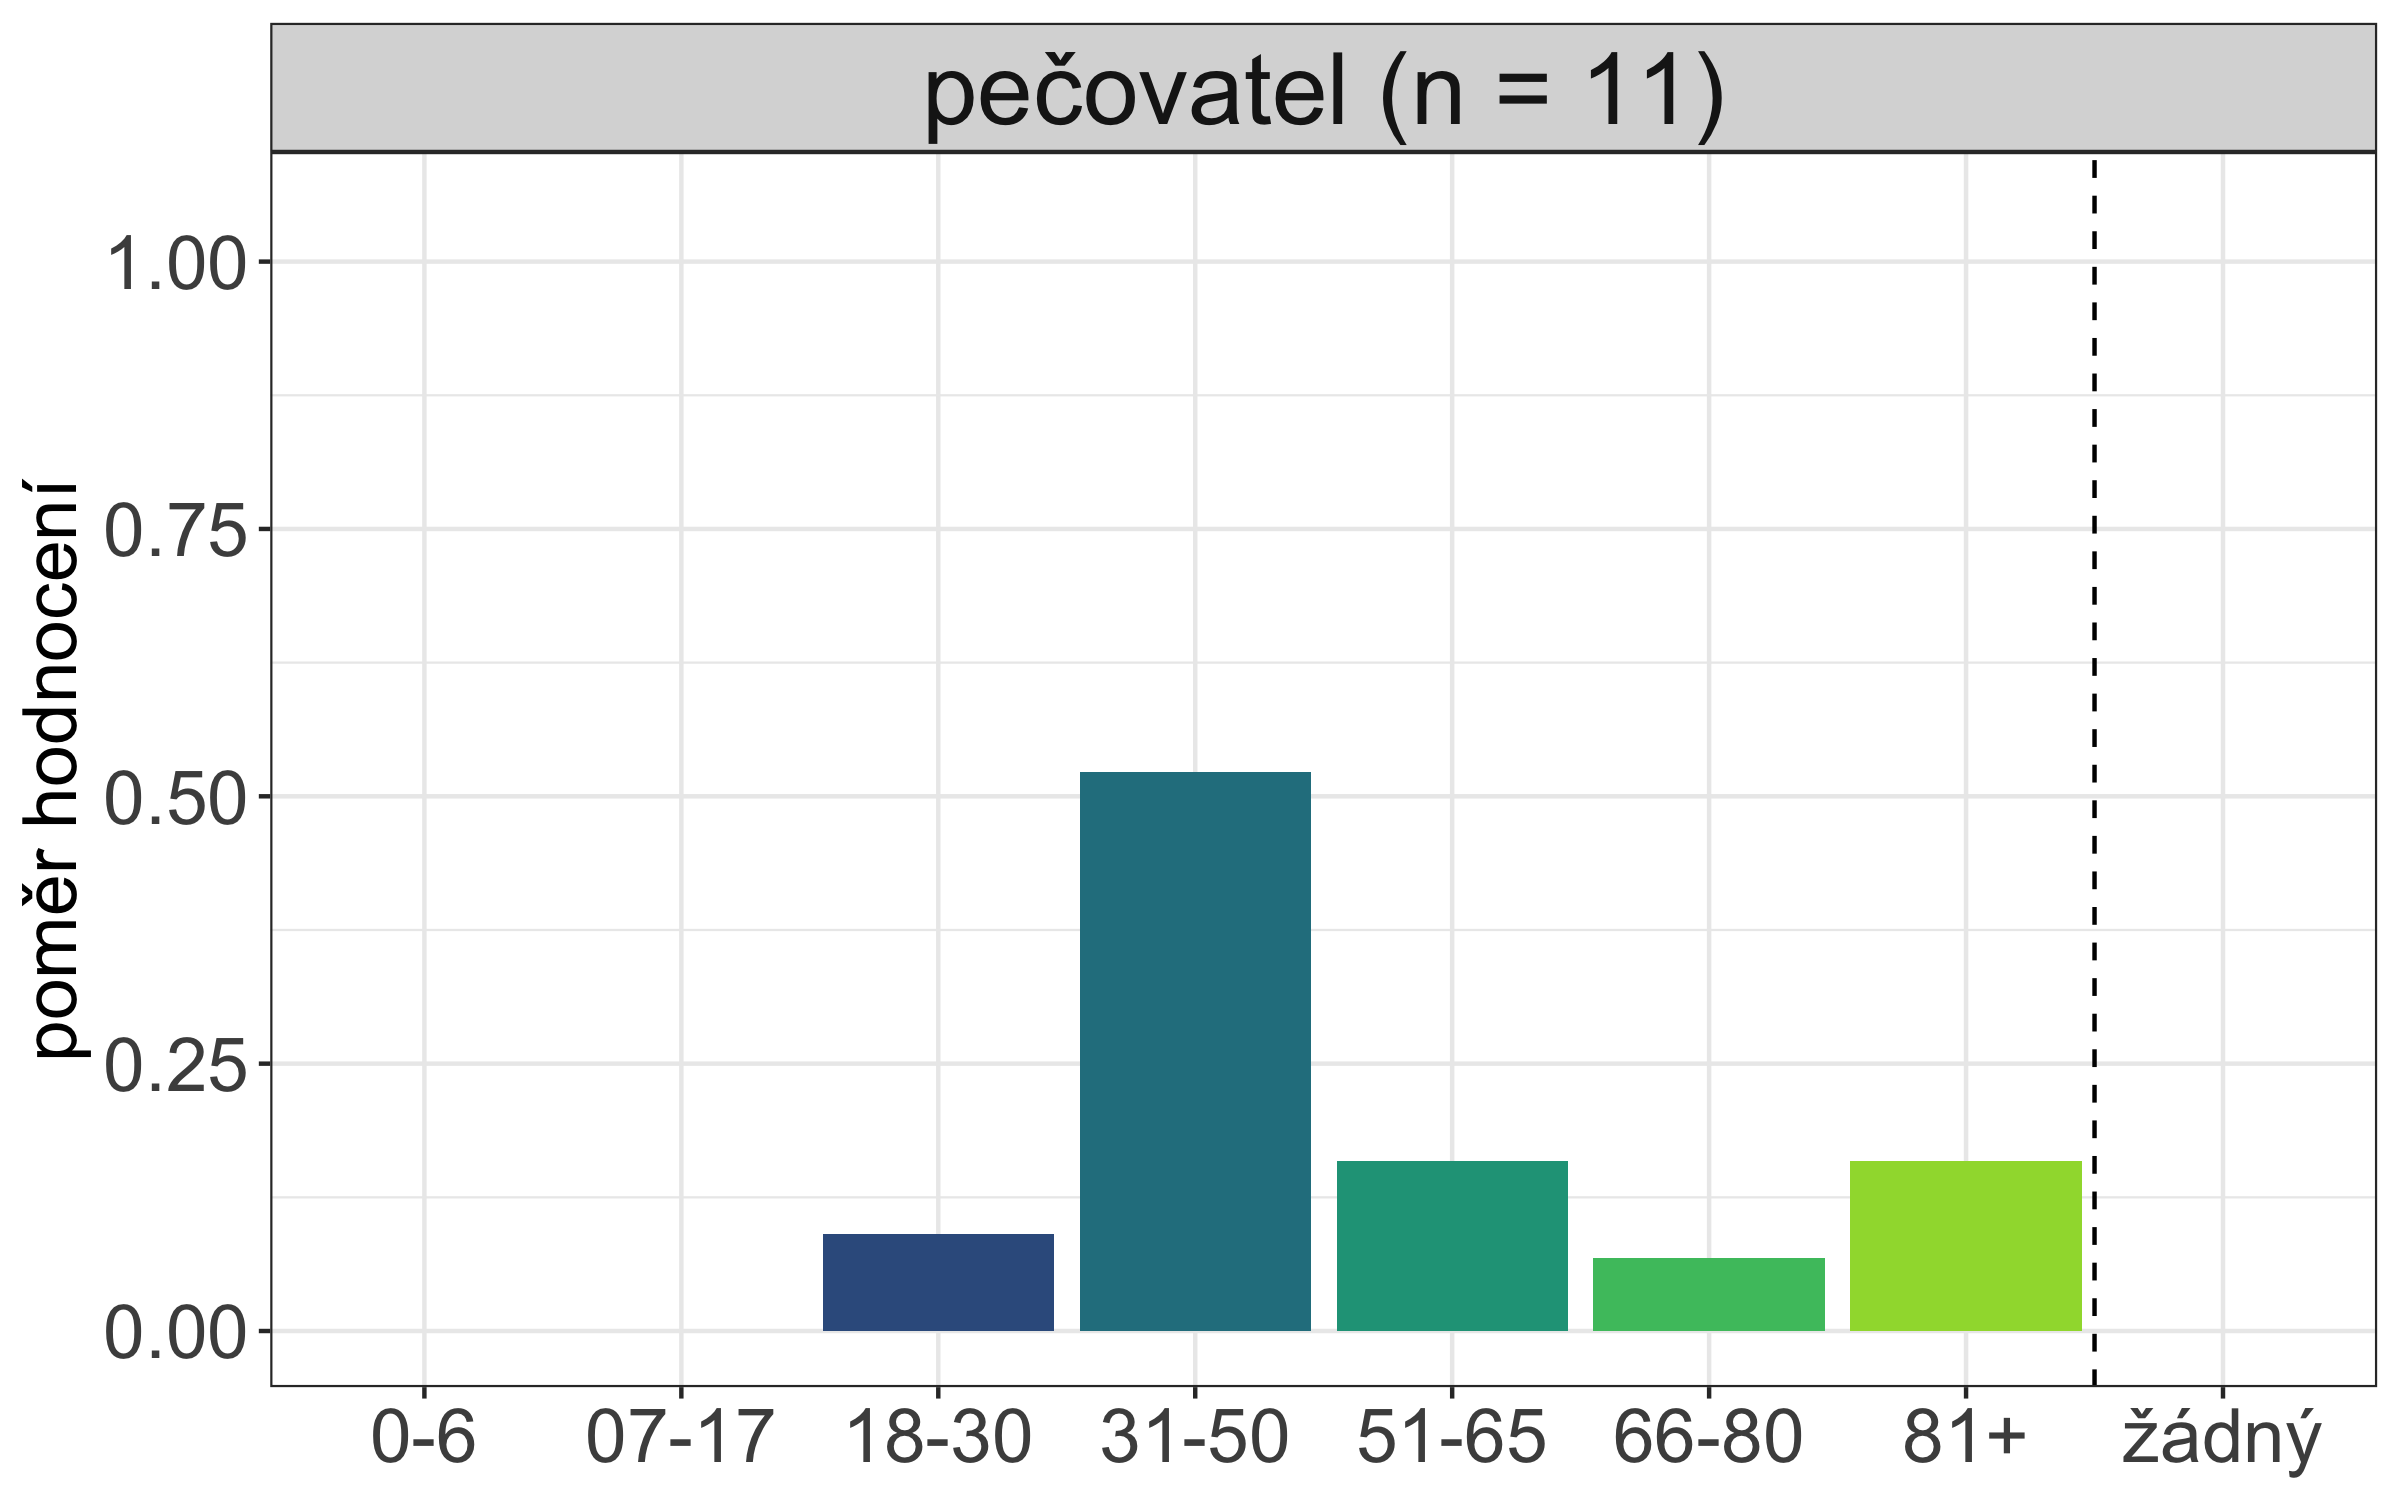 pečovatel (n = 11)
poměr hodnocení
1.00
0.75
0.50
0.25
0.00
0-6 07-17 18-30 31-50 51-65 66-80 81+ žádný